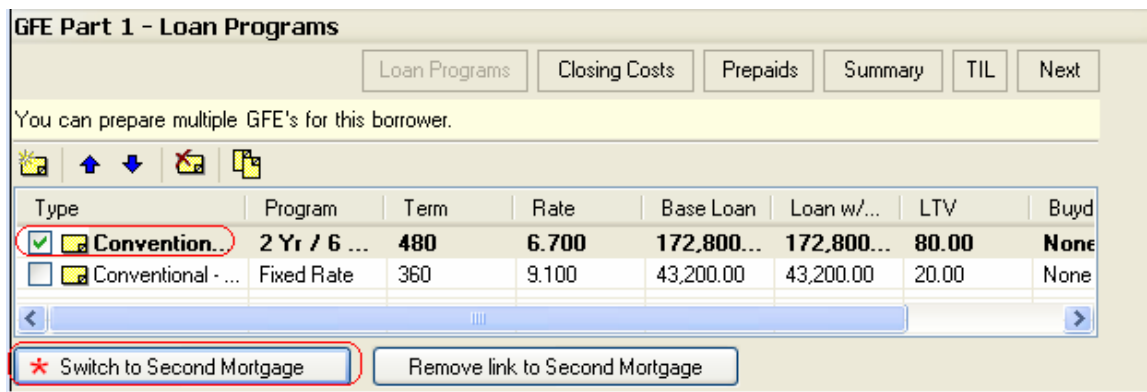 GFE Part 1 - Loan Programs
Loan Programs Closing Costs Prepaids Summary TIL Next
You can prepare multiple GFE's for this borrower.
Type Program Term Rate Base Loan Loan w/... LTV Buyd
Convention... 2 Yr / 6 ... 480 6.700 172,800... 172,800... 80.00 None
Conventional - ... Fixed Rate 360 9.100 43,200.00 43,200.00 20.00 None
* Switch to Second Mortgage Remove link to Second Mortgage